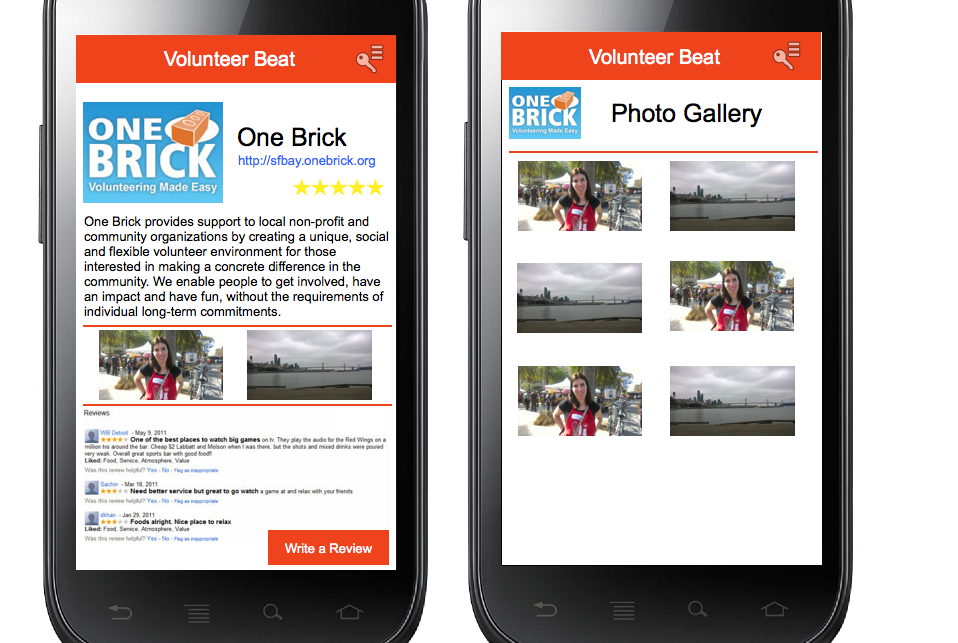 Volunteer Beat
ONE
BRICK
Volunteering Made Easy
One Brick
http://sfbay.onebrick.org
One Brick provides support to local non-profit and
community organizations by creating a unique, social
and flexible volunteer environment for those
interested in making a concrete difference in the
community. We enable people to get involved, have
an impact and have fun, without the requirements of
individual long-term commitments.
Reviews
WB Detroit - May 9, 2011
One of the best places to watch big games on tv. They play the audio for the Red Wings on a
million tvs around the bar. Cheap $2 Labbatt and Molson when I was there, but the shots and mixed drinks were poured
very weak. Overall great sports bar with good food!!
Liked: Food, Service, Atmosphere, Value
Was this review helpful? Yes - No - Flag as inappropriate
Sachin - Mar 18, 2011
Need better service but great to go watch a game at and relax with your friends
Was this review helpful? Yes - No - Flag as inappropriate
dkhan - Jan 29, 2011
Foods alright. Nice place to relax
Liked: Food, Service, Atmosphere, Value
Was this review helpful? Yes - No - Flag as inappropriate
Write a Review
Volunteer Beat
ONE
BRICK
Volunteering Made Easy
Photo Gallery